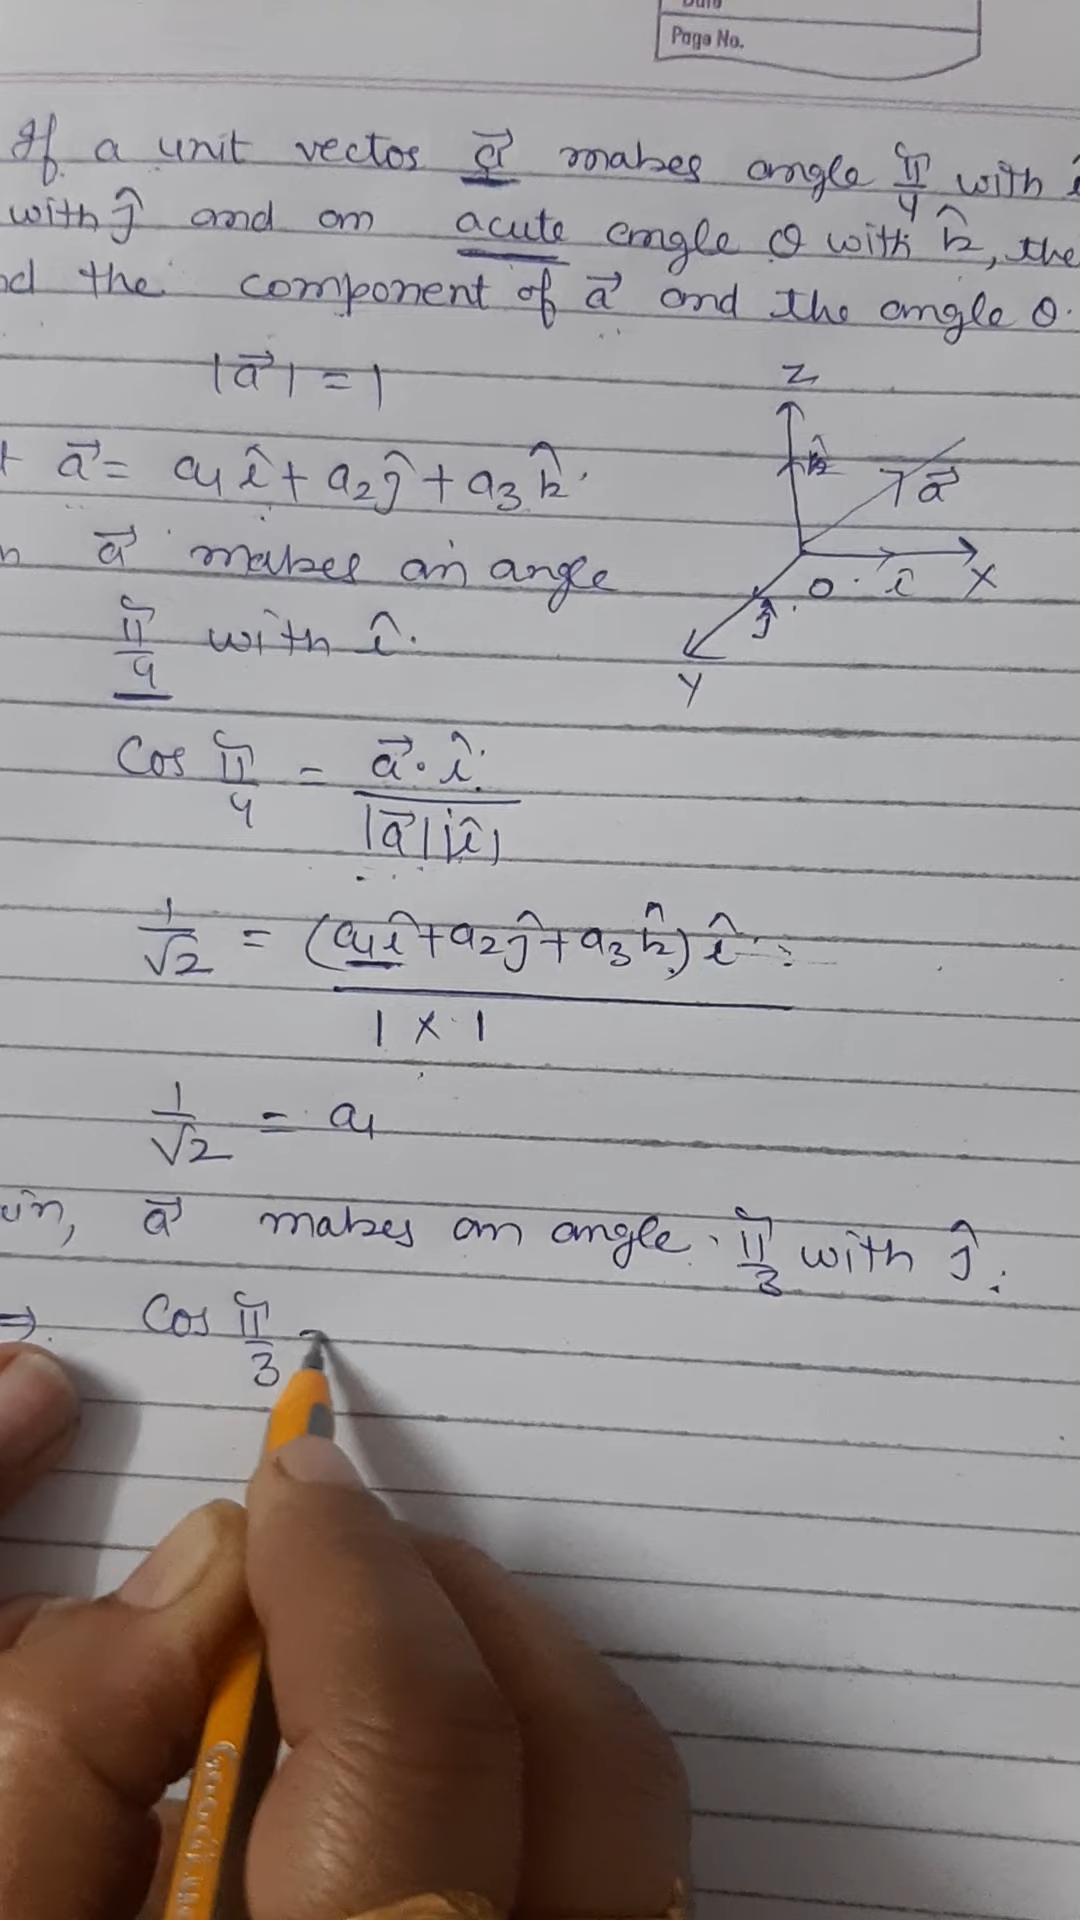 Page No.
If a unit vector a⃗ makes angle π/4 with î
with ĵ and an acute angle θ with k̂, the
nd the component of a⃗ and the angle θ.
|a⃗| = 1
a⃗ = a₁î + a₂ĵ + a₃k̂
Z
k̂
a⃗
O î X
ĵ
Y
a⃗ makes an angle
π/4 with î.
Cos π/4 = a⃗·î / |a⃗||î|
1/√2 = (a₁î + a₂ĵ + a₃k̂) î / 1 × 1
1/√2 = a₁
a⃗ makes an angle π/3 with ĵ.
⇒ Cos π/3 =